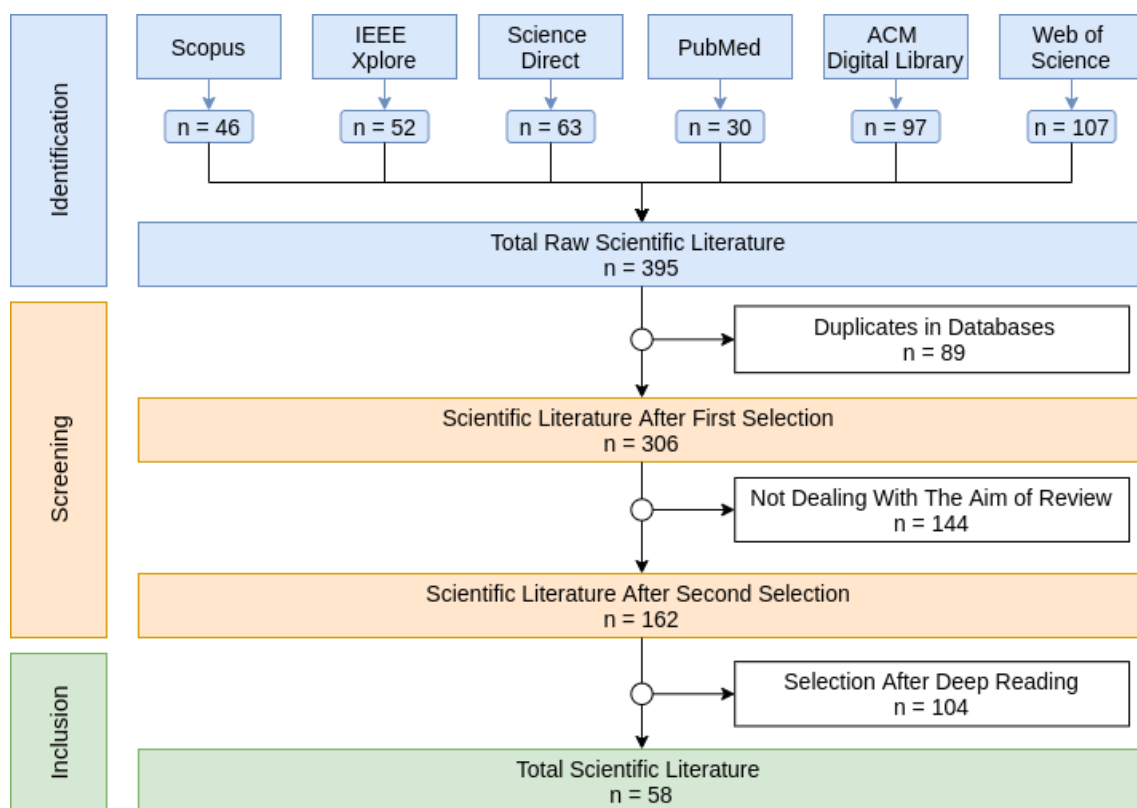 Identification
Scopus
IEEE
Xplore
Science
Direct
PubMed
ACM
Digital Library
Web of
Science
n = 46
n = 52
n = 63
n = 30
n = 97
n = 107
Total Raw Scientific Literature
n = 395
Screening
Duplicates in Databases
n = 89
Scientific Literature After First Selection
n = 306
Not Dealing With The Aim of Review
n = 144
Scientific Literature After Second Selection
n = 162
Inclusion
Selection After Deep Reading
n = 104
Total Scientific Literature
n = 58